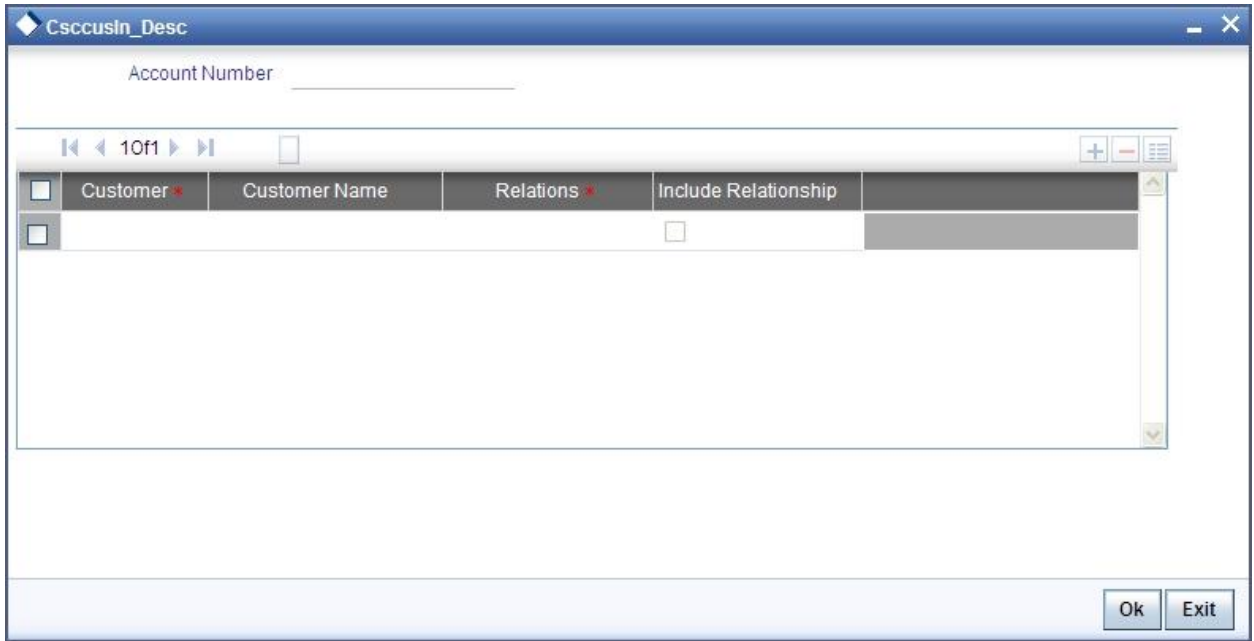 Csccusln_Desc
Account Number
1Of1
Customer * Customer Name Relations * Include Relationship
Ok Exit